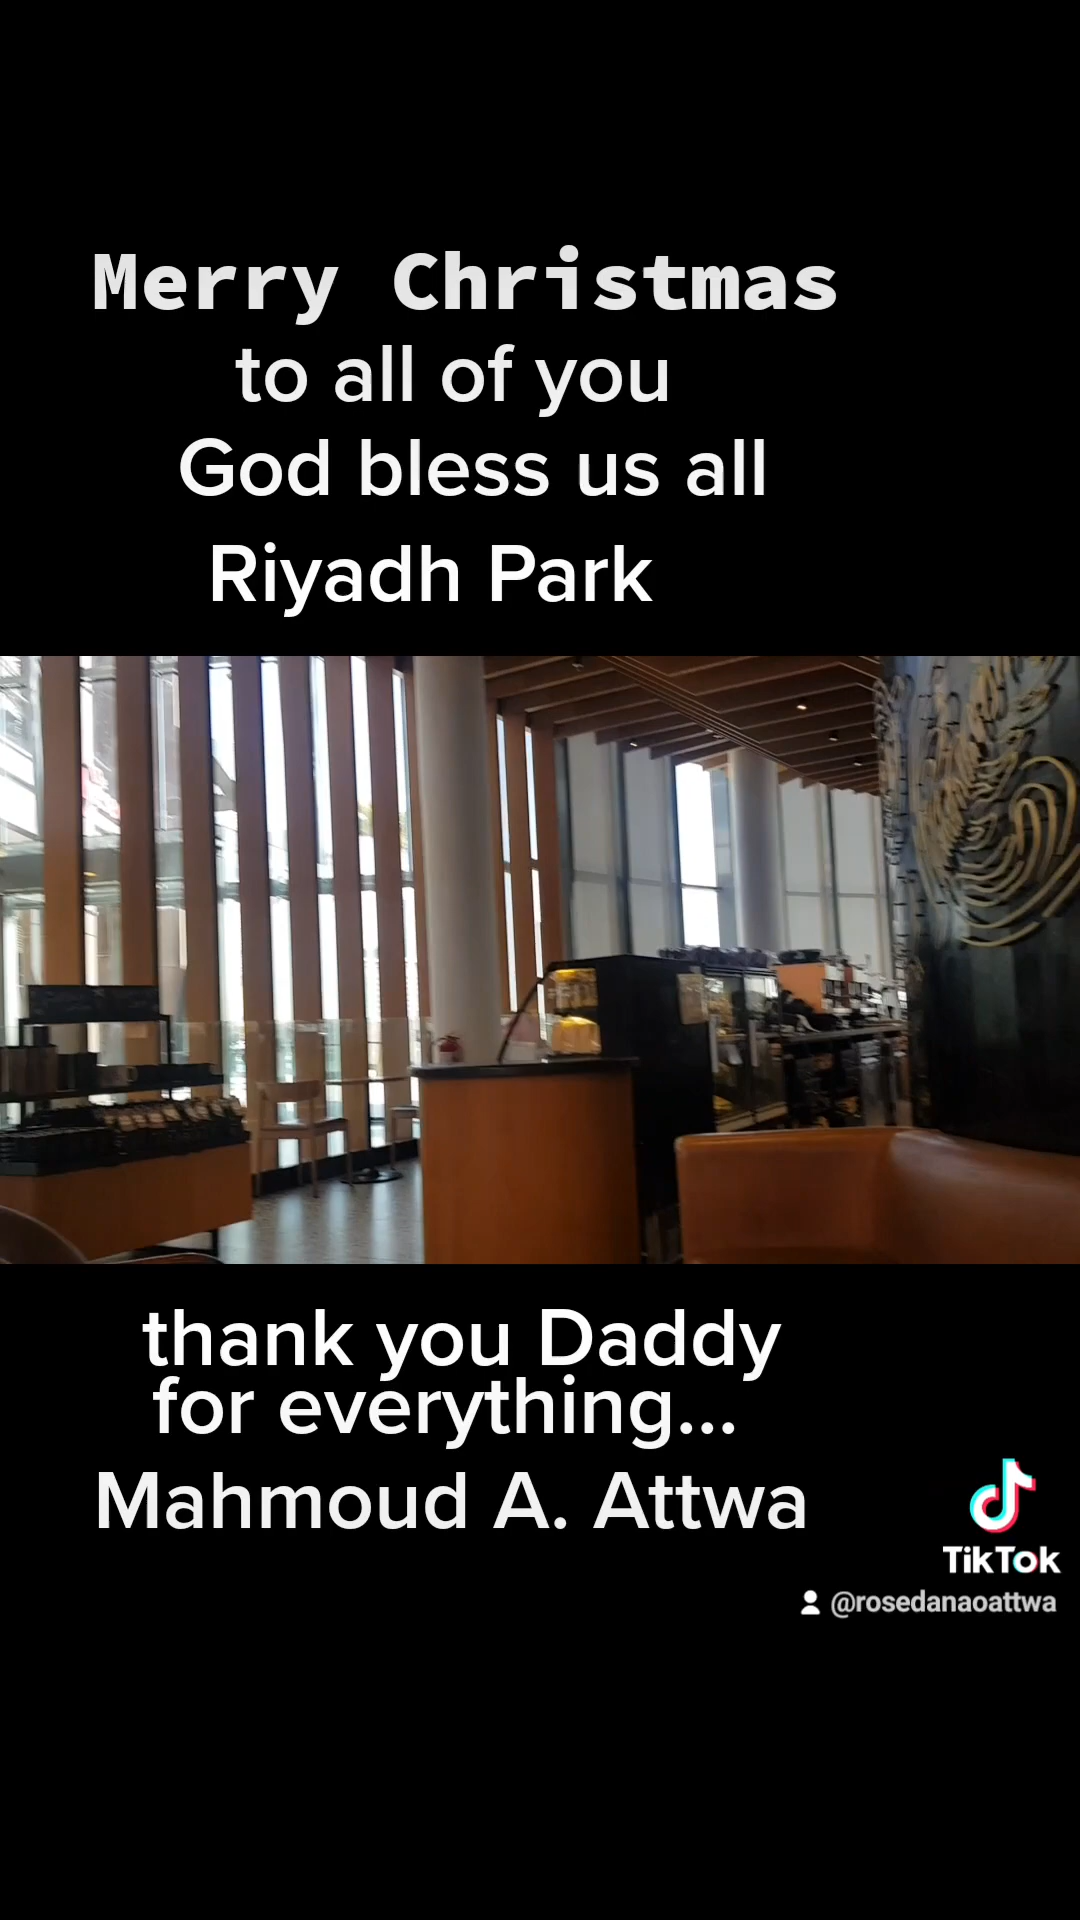 Merry Christmas
to all of you
God bless us all
Riyadh Park
thank you Daddy
for everything...
Mahmoud A. Attwa
TikTok
@rosedanaoattwa